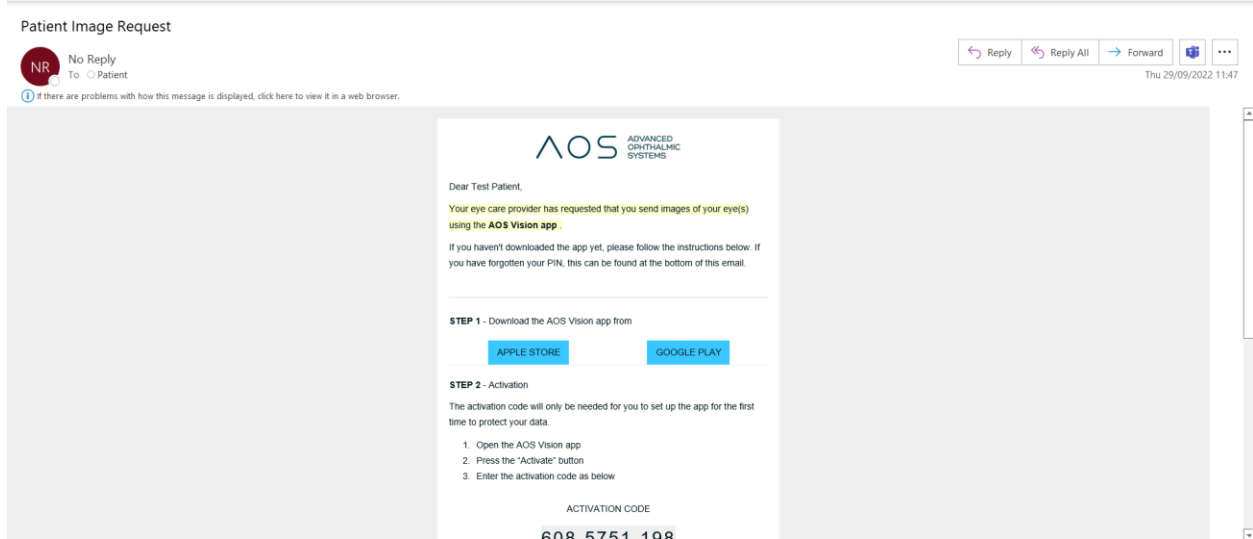 Patient Image Request
NR
No Reply
To Patient
Reply
Reply All
Forward
Thu 29/09/2022 11:47
If there are problems with how this message is displayed, click here to view it in a web browser.
AOS ADVANCED
OPHTHALMIC
SYSTEMS
Dear Test Patient,
Your eye care provider has requested that you send images of your eye(s)
using the AOS Vision app .
If you haven't downloaded the app yet, please follow the instructions below. If
you have forgotten your PIN, this can be found at the bottom of this email.
STEP 1 - Download the AOS Vision app from
APPLE STORE
GOOGLE PLAY
STEP 2 - Activation
The activation code will only be needed for you to set up the app for the first
time to protect your data.
1. Open the AOS Vision app
2. Press the "Activate" button
3. Enter the activation code as below
ACTIVATION CODE
608 5751 198